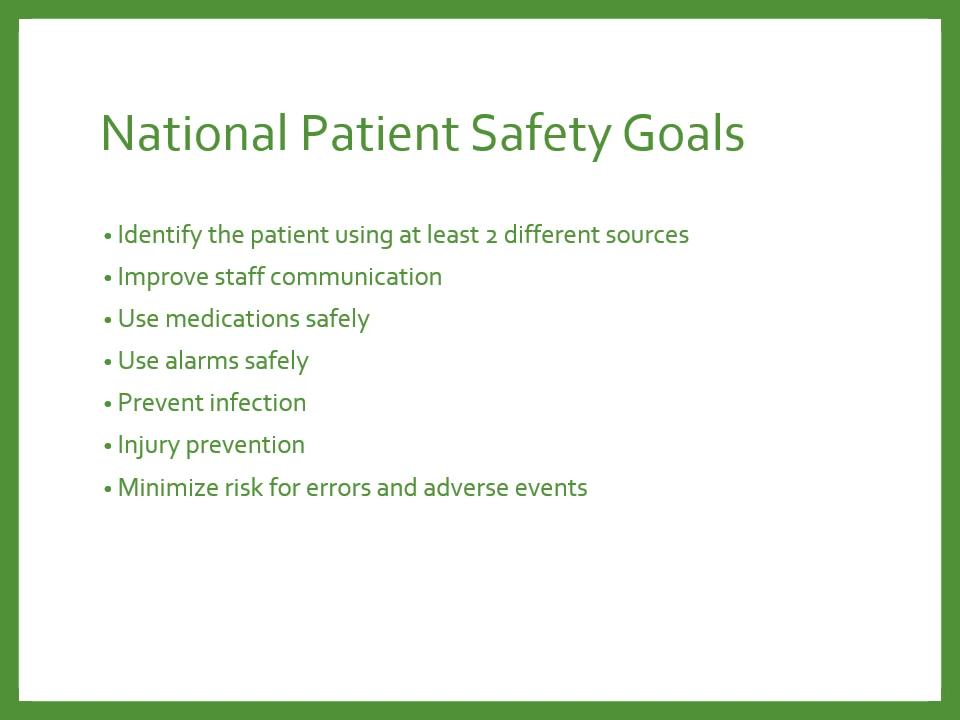 National Patient Safety Goals
• Identify the patient using at least 2 different sources
• Improve staff communication
• Use medications safely
• Use alarms safely
• Prevent infection
• Injury prevention
• Minimize risk for errors and adverse events